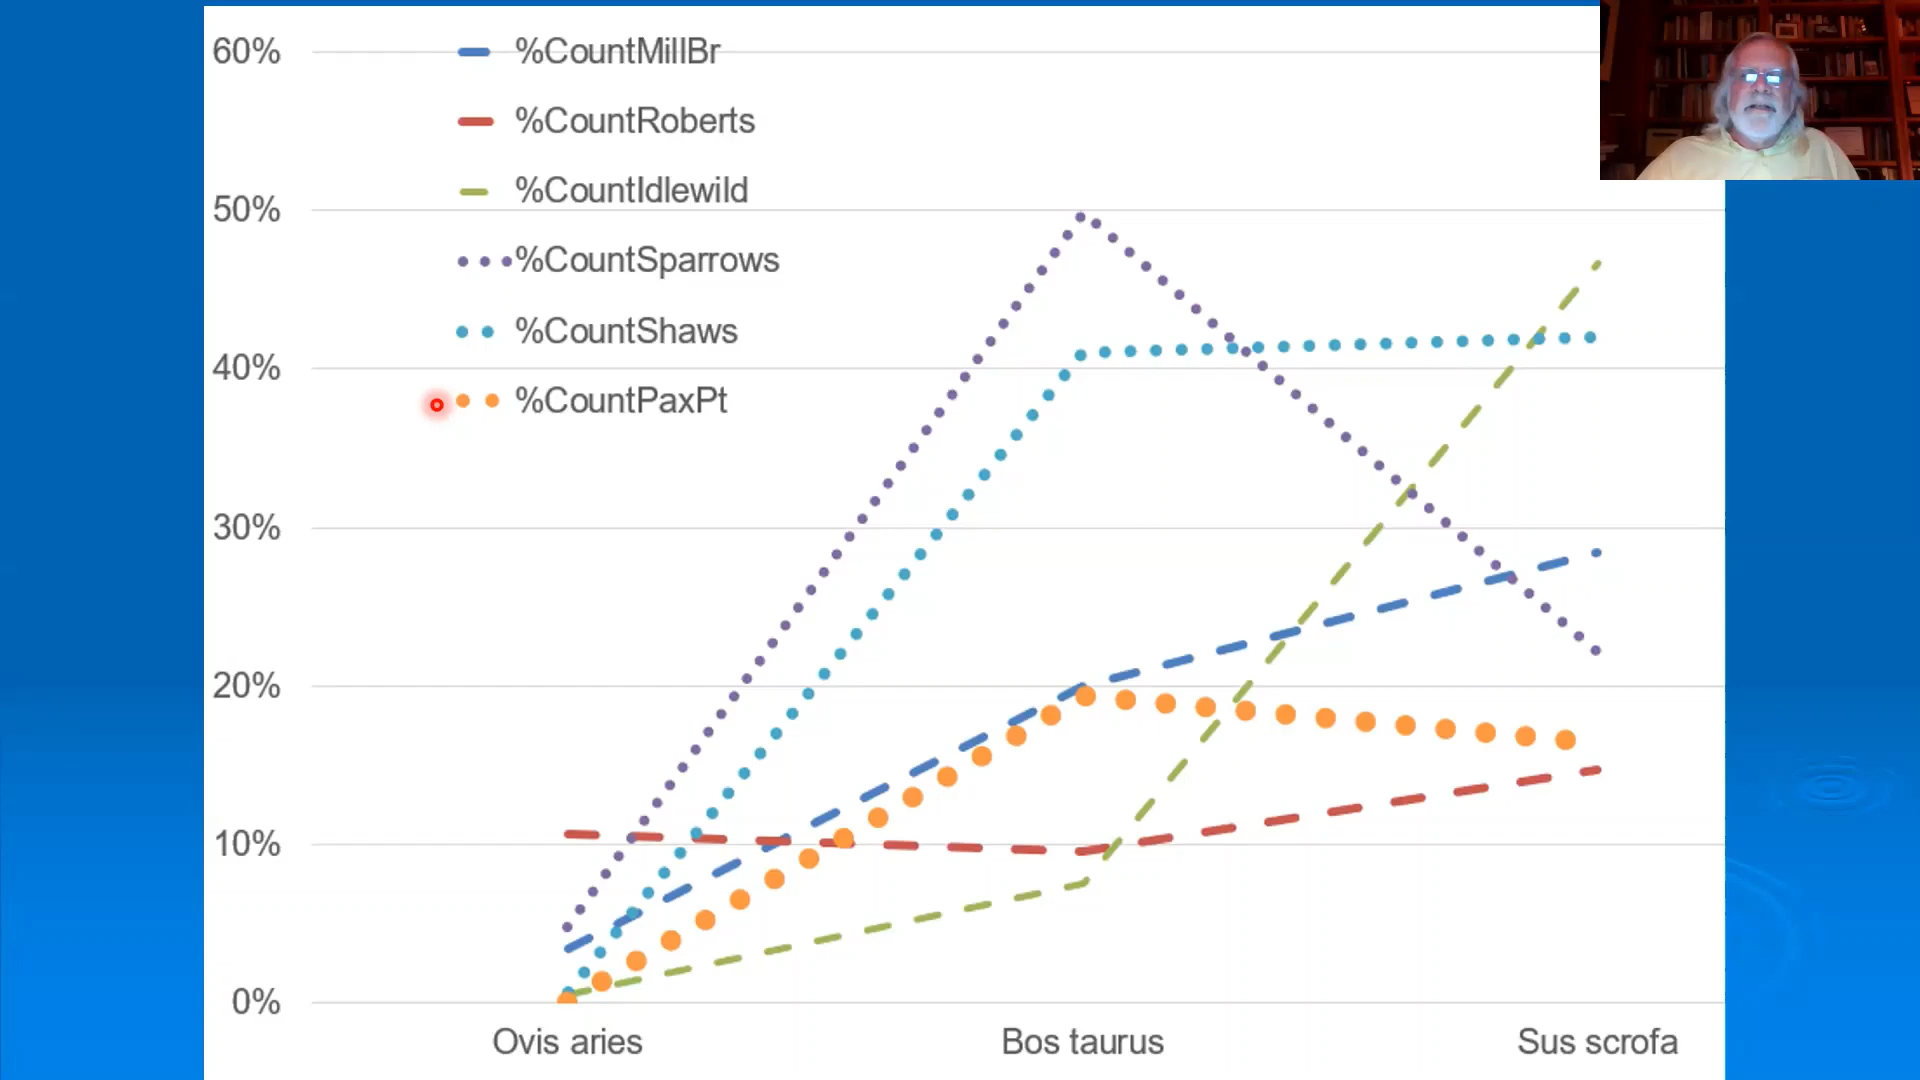 60%
%CountMillBr
%CountRoberts
%CountIdlewild
50%
%CountSparrows
%CountShaws
40%
%CountPaxPt
30%
20%
10%
0%
Ovis aries
Bos taurus
Sus scrofa